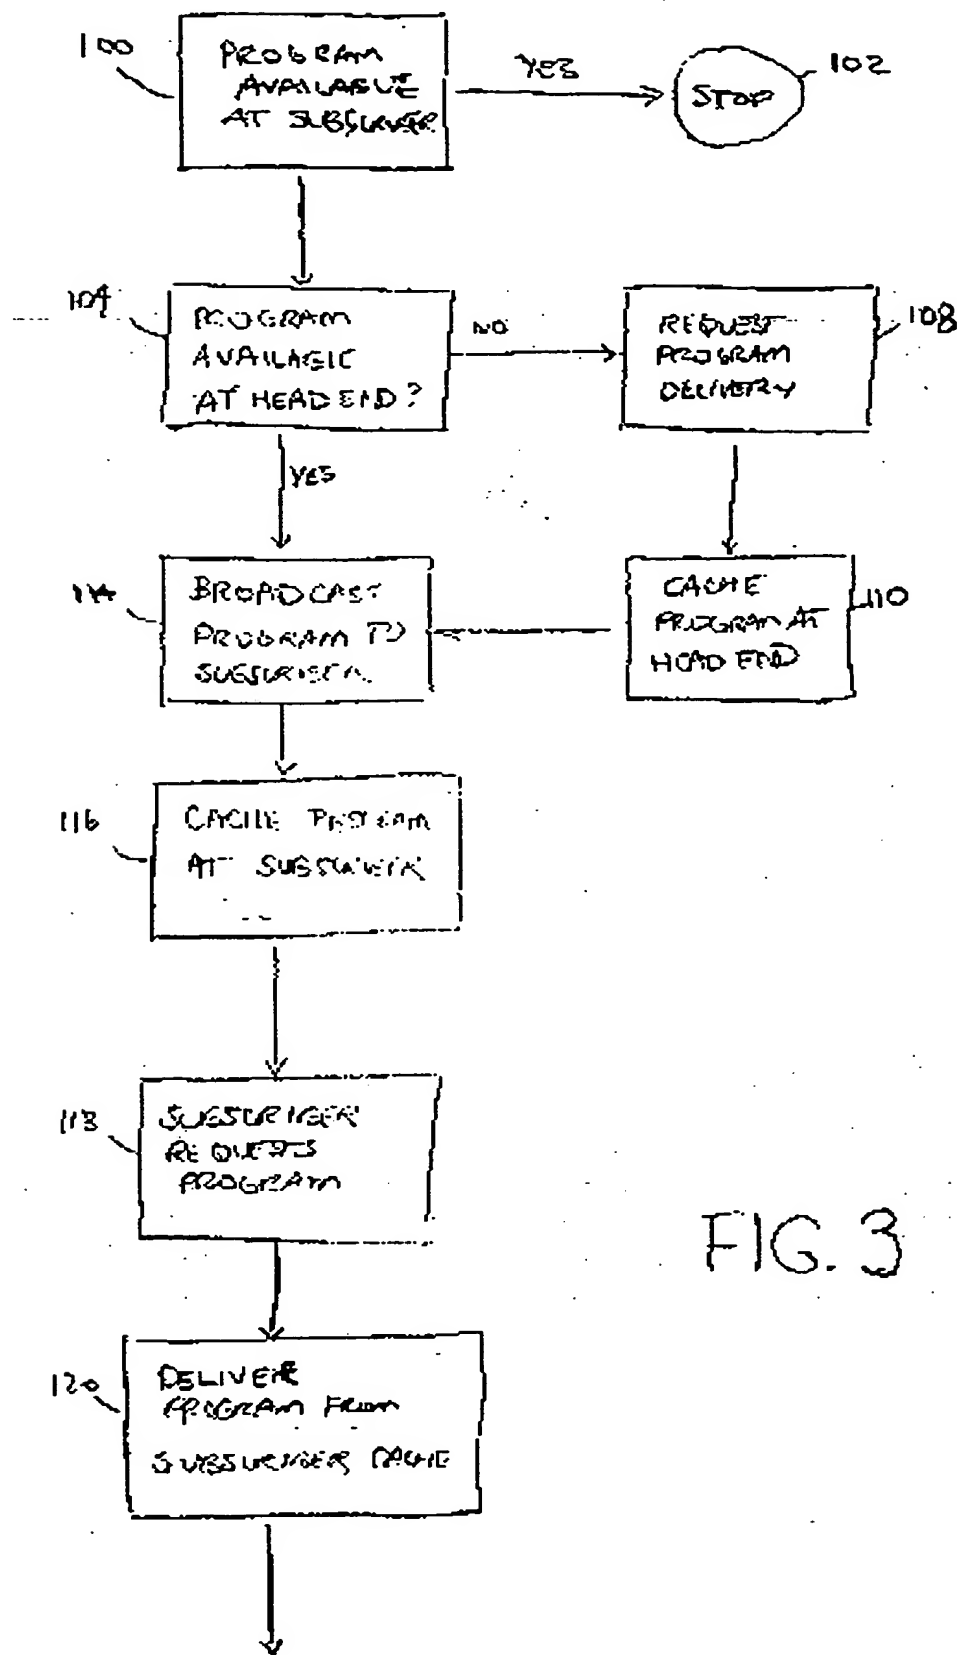 100
PROGRAM
AVAILABLE
AT SUBSCRIBER
YES
STOP
102
104
PROGRAM
AVAILABLE
AT HEAD END?
NO
REQUEST
PROGRAM
DELIVERY
108
YES
114
BROADCAST
PROGRAM TO
SUBSCRIBER
CACHE
PROGRAM AT
HEAD END
110
116
CACHE PROGRAM
AT SUBSCRIBER
118
SUBSCRIBER
REQUESTS
PROGRAM
FIG. 3
120
DELIVER
PROGRAM FROM
SUBSCRIBER CACHE